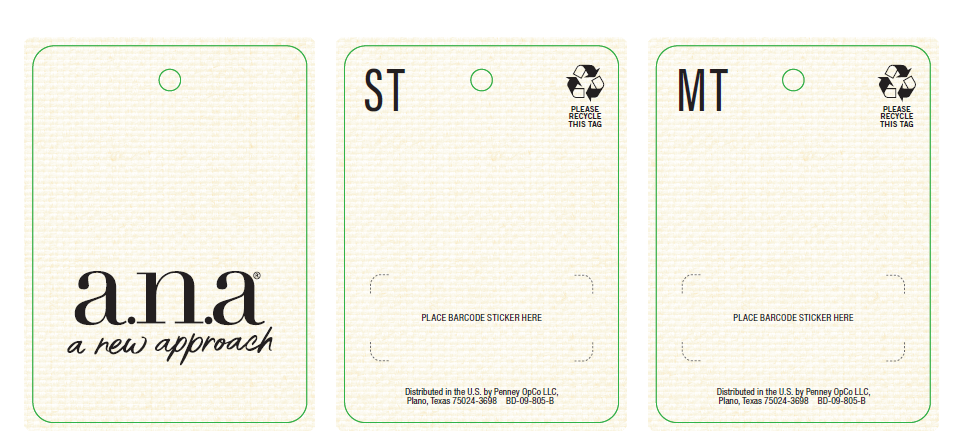 a.n.a®
a new approach
ST
PLEASE
RECYCLE
THIS TAG
PLACE BARCODE STICKER HERE
Distributed in the U.S. by Penney OpCo LLC,
Plano, Texas 75024-3698 BD-09-805-B
MT
PLEASE
RECYCLE
THIS TAG
PLACE BARCODE STICKER HERE
Distributed in the U.S. by Penney OpCo LLC,
Plano, Texas 75024-3698 BD-09-805-B